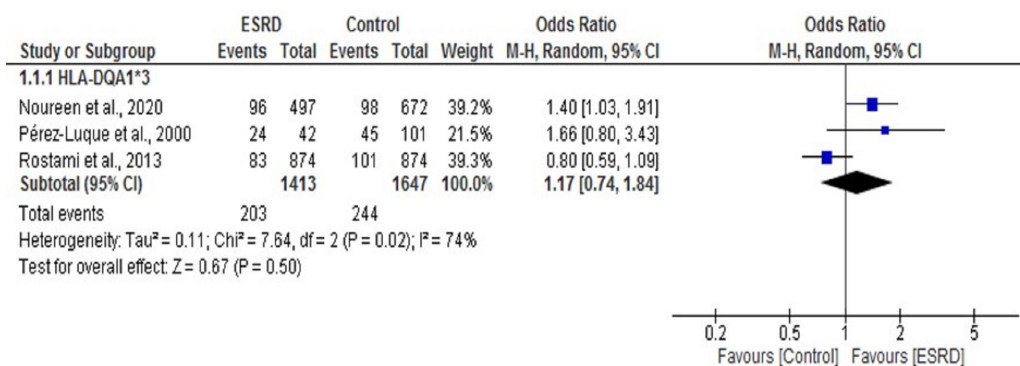 ESRD Control Odds Ratio Odds Ratio
Study or Subgroup Events Total Events Total Weight M-H, Random, 95% CI M-H, Random, 95% CI
1.1.1 HLA-DQA1*3
Noureen et al., 2020 96 497 98 672 39.2% 1.40 [1.03, 1.91]
Pérez-Luque et al., 2000 24 42 45 101 21.5% 1.66 [0.80, 3.43]
Rostami et al., 2013 83 874 101 874 39.3% 0.80 [0.59, 1.09]
Subtotal (95% CI) 1413 1647 100.0% 1.17 [0.74, 1.84]
Total events 203 244
Heterogeneity: Tau² = 0.11; Chi² = 7.64, df = 2 (P = 0.02); I² = 74%
Test for overall effect: Z = 0.67 (P = 0.50)
0.2 0.5 1 2 5
Favours [Control] Favours [ESRD]